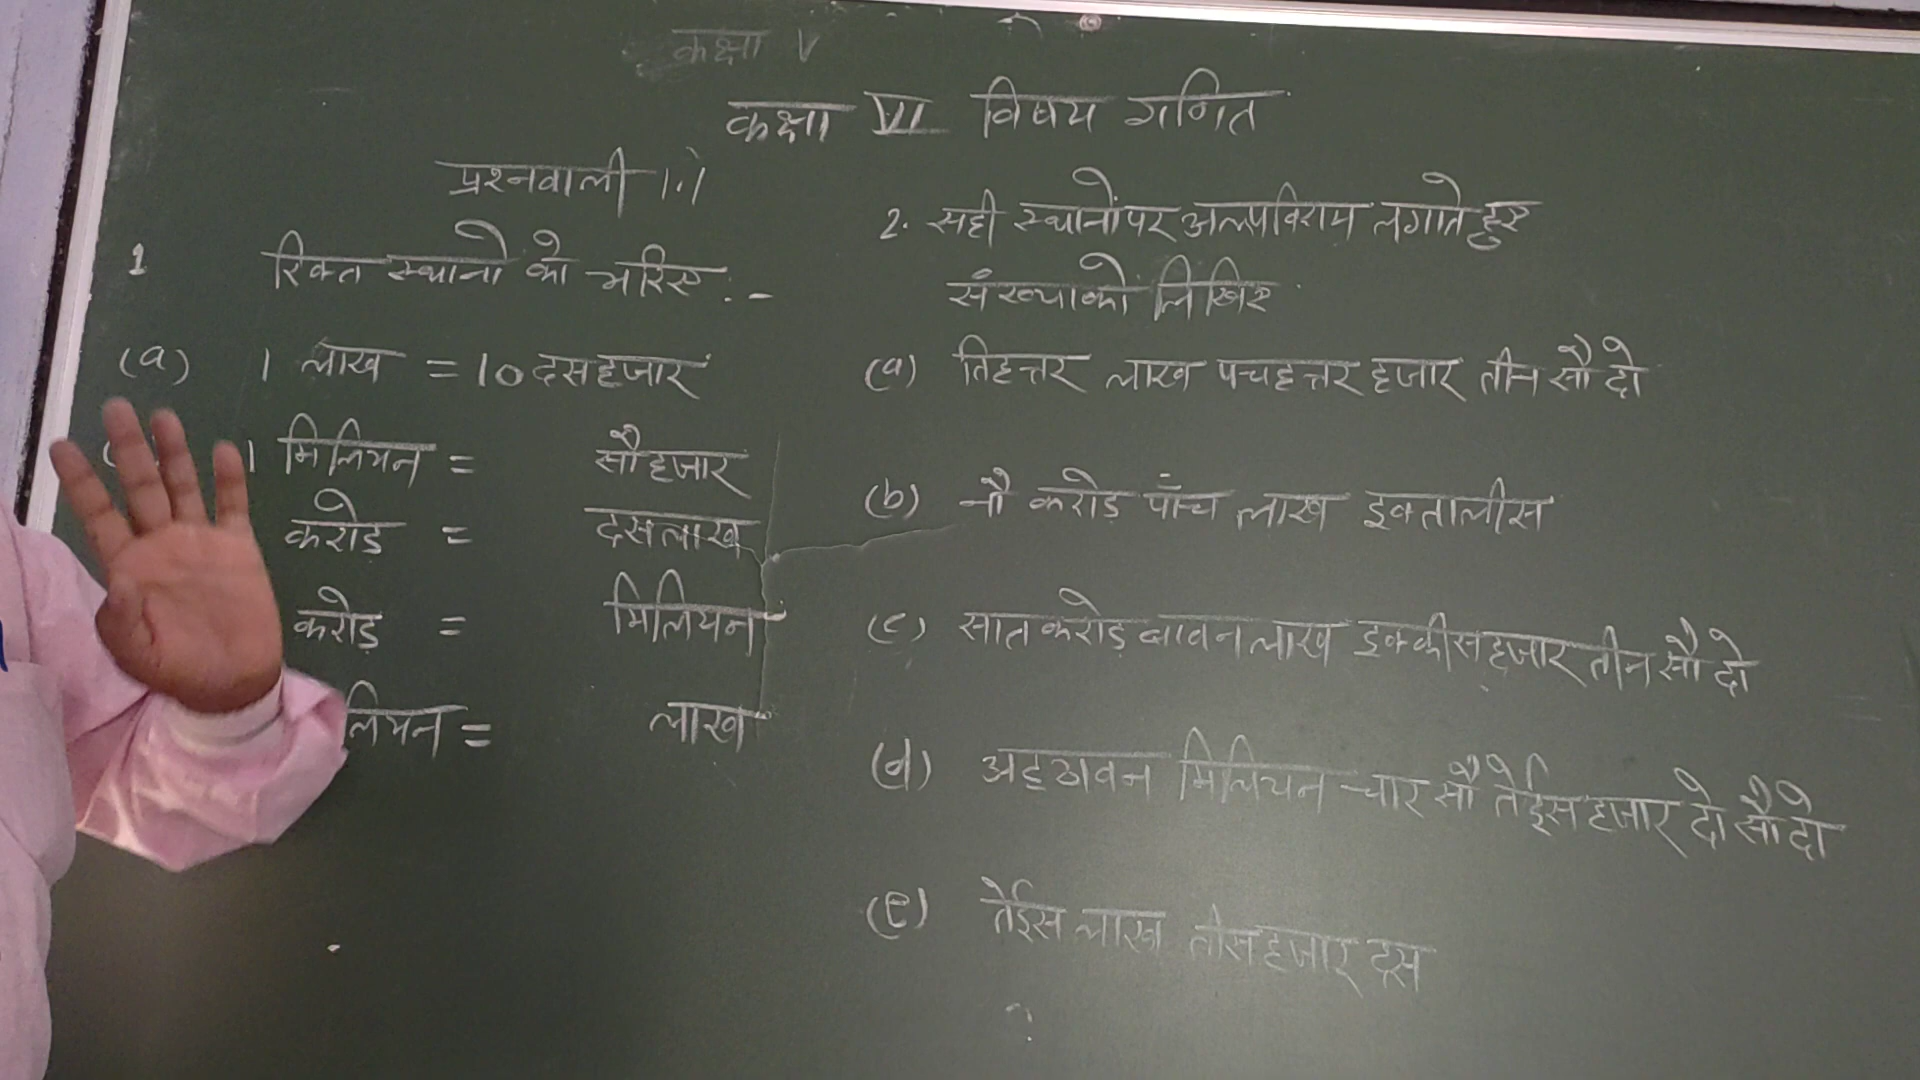 कक्षा V
कक्षा VI विषय गणित
प्रश्नवाली 1.1
1 रिक्त स्थानो को भरिए :-
(a) 1 लाख = 10 दस हजार
1 मिलियन = सौ हजार
करोड = दस लाख
करोड़ = मिलियन
लियन = लाख
2. सही स्थानों पर अल्पविराम लगाते हुए
संख्या को लिखिए
(a) तिहत्तर लाख पचहत्तर हजार तीन सौ दो
(b) नौ करोड़ पाँच लाख इकतालीस
(c) सात करोड़ बावन लाख इक्कीस हजार तीन सौ दो
(d) अट्ठावन मिलियन चार सौ तेईस हजार दो सौ दो
(e) तेईस लाख तीस हजार दस